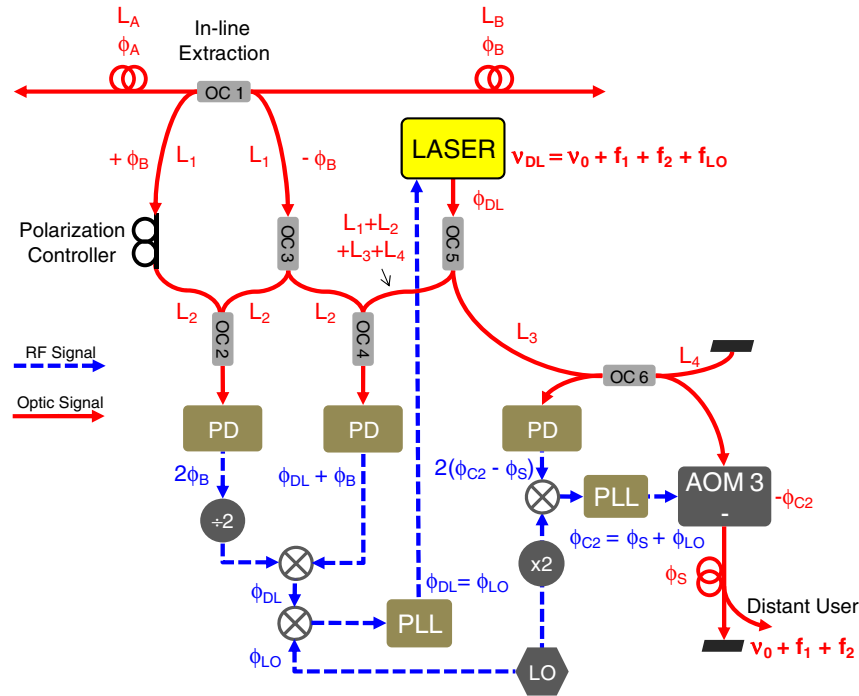 L_A
ϕ_A
In-line
Extraction
L_B
ϕ_B
OC 1
+ ϕ_B
L_1
L_1
- ϕ_B
LASER
ν_DL = ν_0 + f_1 + f_2 + f_LO
ϕ_DL
Polarization
Controller
OC 3
L_1+L_2
+L_3+L_4
OC 5
L_2
L_2
L_2
L_3
OC 2
OC 4
L_4
OC 6
RF Signal
Optic Signal
PD
PD
PD
2ϕ_B
ϕ_DL + ϕ_B
2(ϕ_C2 - ϕ_S)
÷2
PLL
AOM 3
-
-ϕ_C2
ϕ_C2 = ϕ_S + ϕ_LO
x2
ϕ_S
ϕ_DL
ϕ_DL= ϕ_LO
PLL
Distant User
ν_0 + f_1 + f_2
ϕ_LO
LO